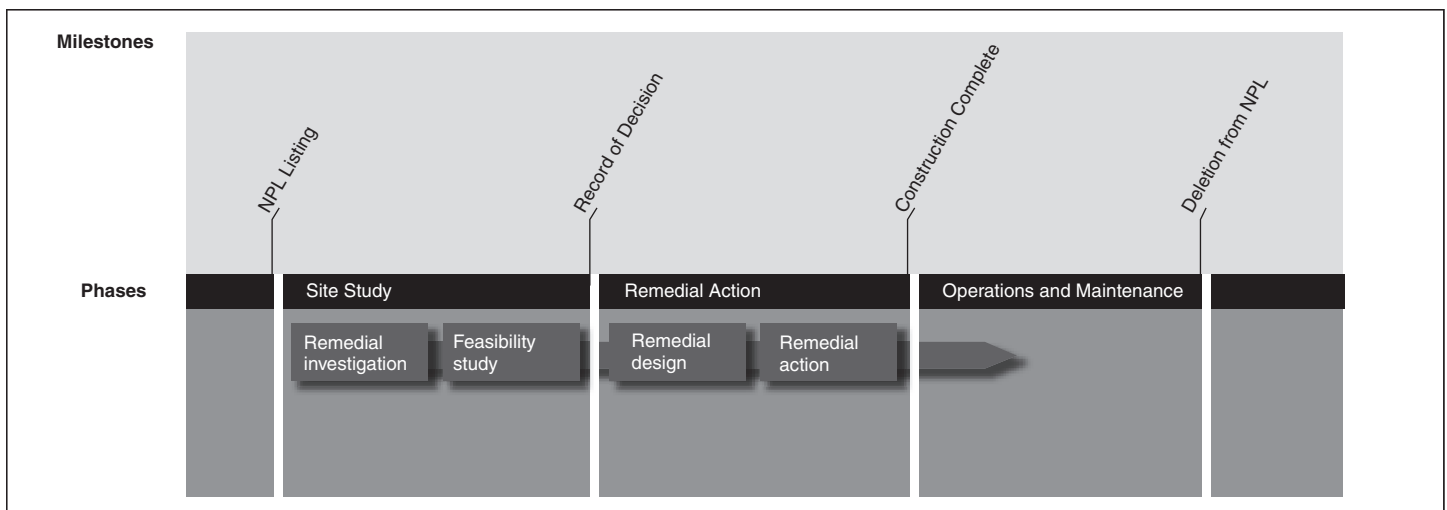 Milestones
NPL Listing
Record of Decision
Construction Complete
Deletion from NPL
Phases
Site Study
Remedial Action
Operations and Maintenance
Remedial
investigation
Feasibility
study
Remedial
design
Remedial
action